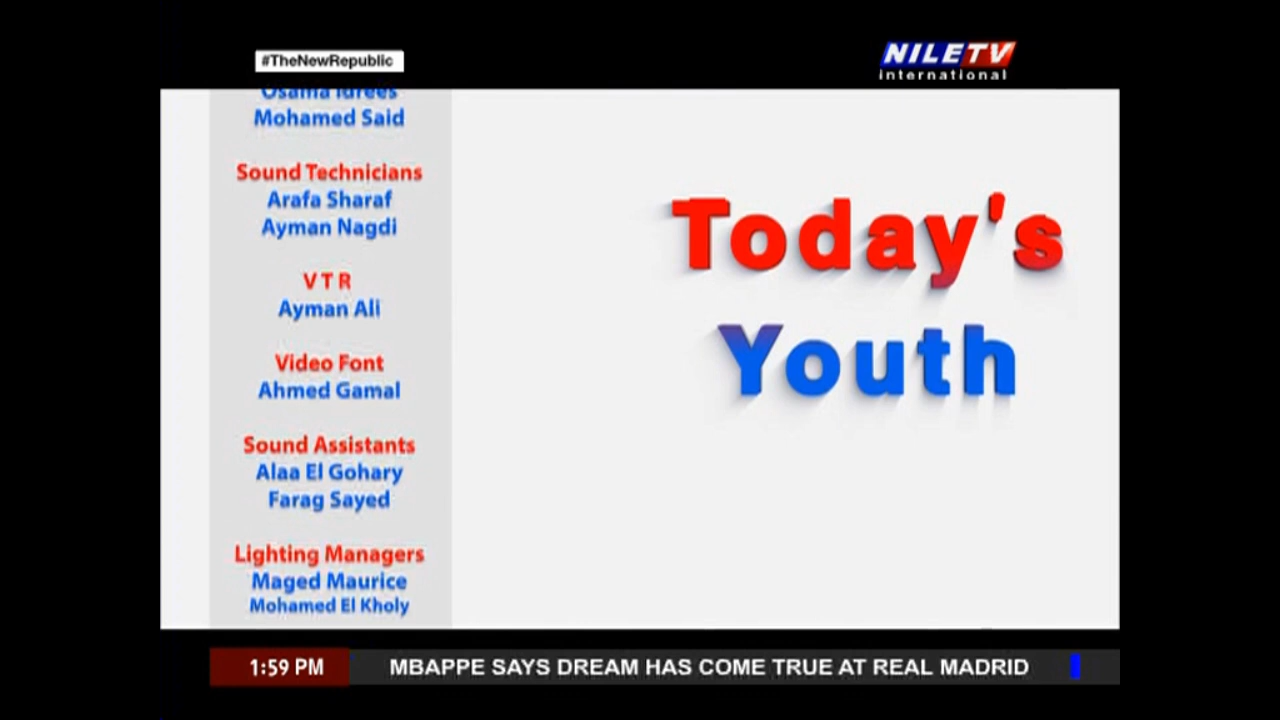 #TheNewRepublic
NILETV
international
Osama Idrees
Mohamed Said
Sound Technicians
Arafa Sharaf
Ayman Nagdi
V T R
Ayman Ali
Video Font
Ahmed Gamal
Sound Assistants
Alaa El Gohary
Farag Sayed
Lighting Managers
Maged Maurice
Mohamed El Kholy
Today's
Youth
1:59 PM
MBAPPE SAYS DREAM HAS COME TRUE AT REAL MADRID